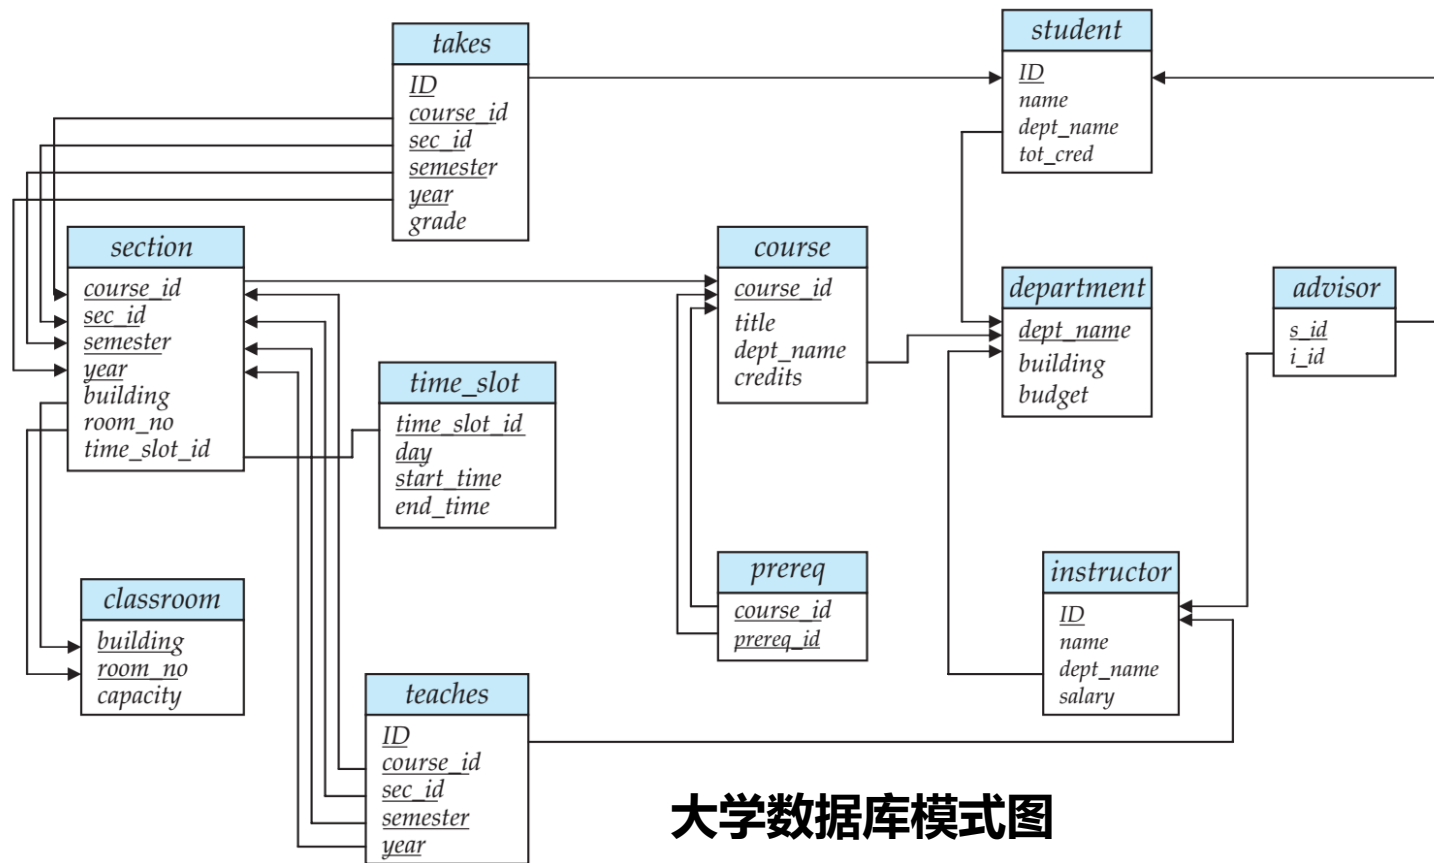 takes
ID
course_id
sec_id
semester
year
grade
student
ID
name
dept_name
tot_cred
section
course_id
sec_id
semester
year
building
room_no
time_slot_id
course
course_id
title
dept_name
credits
department
dept_name
building
budget
advisor
s_id
i_id
time_slot
time_slot_id
day
start_time
end_time
classroom
building
room_no
capacity
prereq
course_id
prereq_id
instructor
ID
name
dept_name
salary
teaches
ID
course_id
sec_id
semester
year
大学数据库模式图